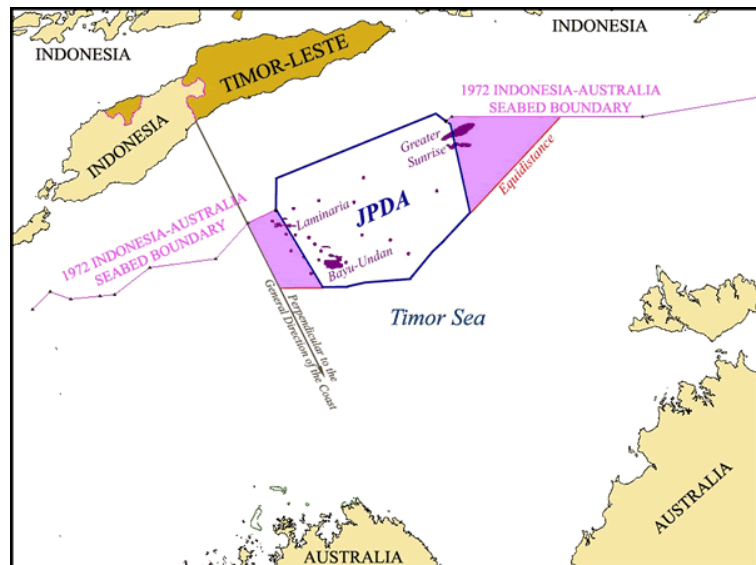 INDONESIA
INDONESIA
TIMOR-LESTE
INDONESIA
1972 INDONESIA-AUSTRALIA
SEABED BOUNDARY
Greater
Sunrise
Equidistance
JPDA
Laminaria
1972 INDONESIA-AUSTRALIA
SEABED BOUNDARY
Bayu-Undan
Perpendicular to the
General Direction of the Coast
Timor Sea
AUSTRALIA
AUSTRALIA